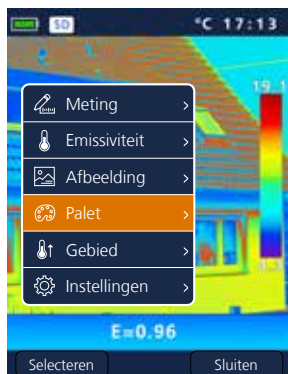 SD °C 17:13
19.1
Meting
Emissiviteit
Afbeelding
Palet
Gebied
Instellingen
E=0.96
Selecteren Sluiten